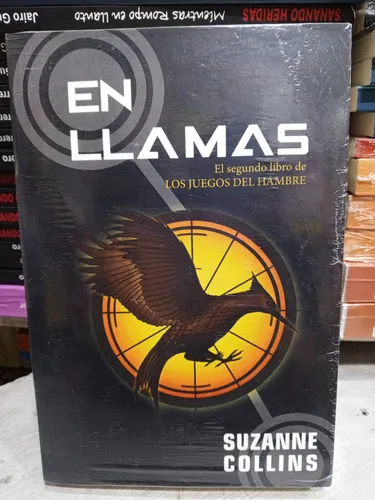 Jairo Gu
Mientras Rompo en Llanto
SANANDO HERIDAS
EN
LLAMAS
El segundo libro de
LOS JUEGOS DEL HAMBRE
SUZANNE
COLLINS